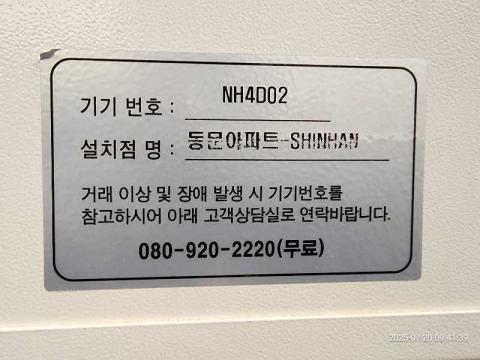 기기 번호 : NH4D02
설치점 명 : 동문아파트-SHINHAN
거래 이상 및 장애 발생 시 기기번호를
참고하시어 아래 고객상담실로 연락바랍니다.
080-920-2220(무료)
2025-07-20 09:41:39